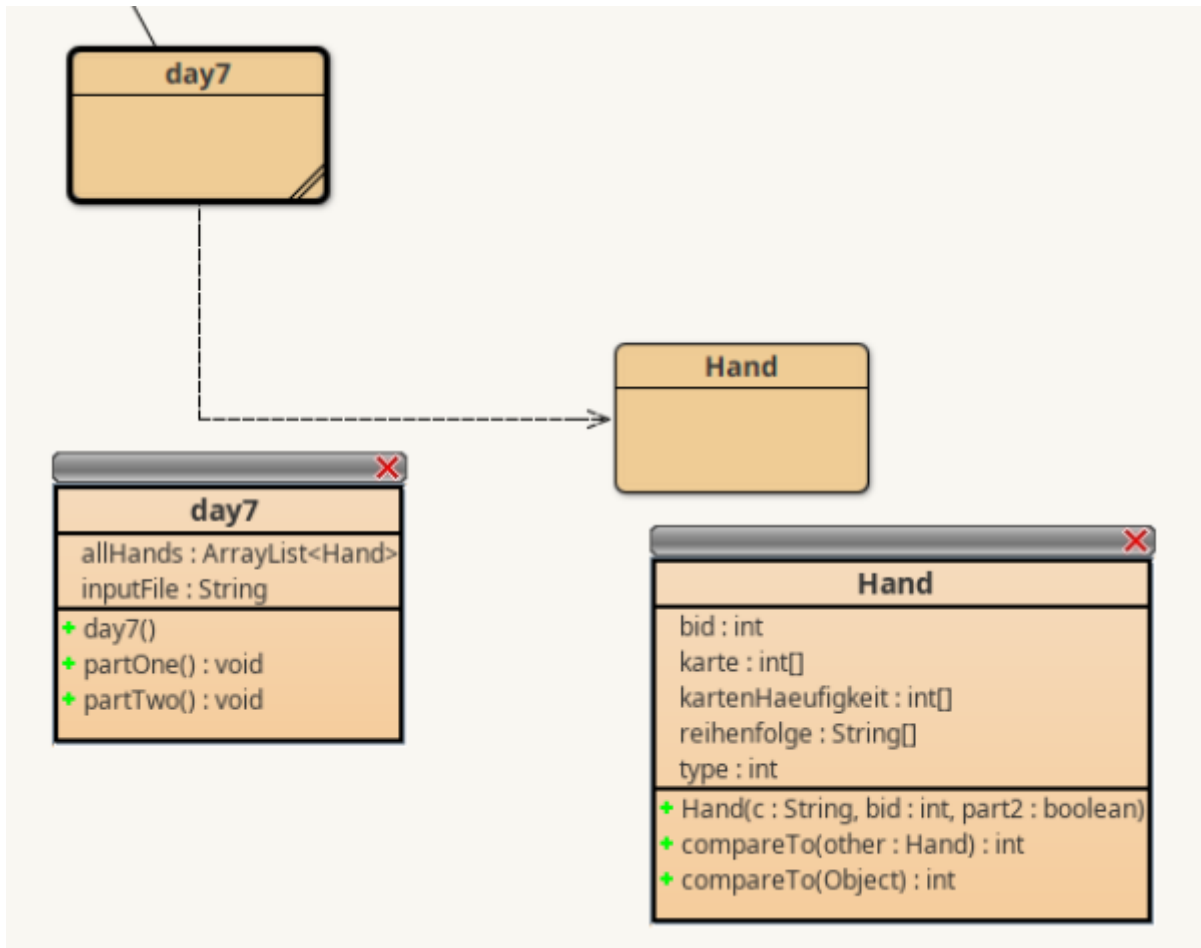 day7
Hand
day7
allHands : ArrayList<Hand>
inputFile : String
+ day7()
+ partOne() : void
+ partTwo() : void
Hand
bid : int
karte : int[]
kartenHaeufigkeit : int[]
reihenfolge : String[]
type : int
+ Hand(c : String, bid : int, part2 : boolean)
+ compareTo(other : Hand) : int
+ compareTo(Object) : int